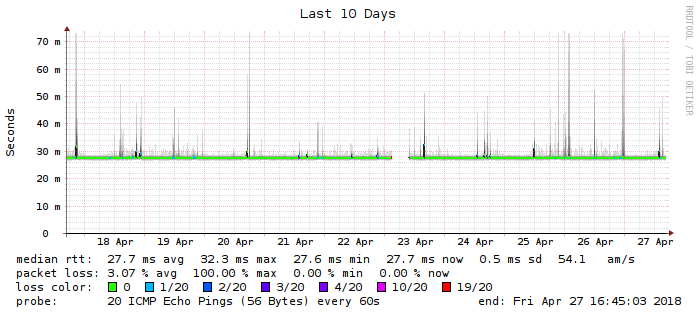 Last 10 Days
RRDTOOL / TOBI OETIKER
Seconds
70 m
60 m
50 m
40 m
30 m
20 m
10 m
0
18 Apr 19 Apr 20 Apr 21 Apr 22 Apr 23 Apr 24 Apr 25 Apr 26 Apr 27 Apr
median rtt: 27.7 ms avg 32.3 ms max 27.6 ms min 27.7 ms now 0.5 ms sd 54.1 am/s
packet loss: 3.07 % avg 100.00 % max 0.00 % min 0.00 % now
loss color: 0 1/20 2/20 3/20 4/20 10/20 19/20
probe: 20 ICMP Echo Pings (56 Bytes) every 60s end: Fri Apr 27 16:45:03 2018